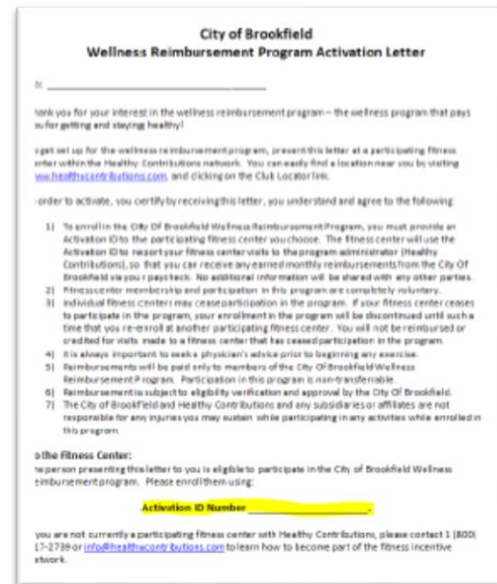 City of Brookfield
Wellness Reimbursement Program Activation Letter
hank you for your interest in the wellness reimbursement program – the wellness program that pays
ou for getting and staying healthy!
get set up for the wellness reimbursement program, present this letter at a participating fitness
enter within the Healthy Contributions network. You can easily find a location near you by visiting
ww.healthycontributions.com, and clicking on the Club Locator link.
order to activate, you certify by receiving this letter, you understand and agree to the following:
1) To enroll in the City Of Brookfield Wellness Reimbursement Program, you must provide an
Activation ID to the participating fitness center you choose. The fitness center will use the
Activation ID to report your fitness center visits to the program administrator (Healthy
Contributions), so that you can receive any earned monthly reimbursements from the City Of
Brookfield via your paycheck. No additional information will be shared with any other parties.
2) Fitness center membership and participation in this program are completely voluntary.
3) Individual fitness centers may cease participation in the program. If your fitness center ceases
to participate in the program, your enrollment in the program will be discontinued until such a
time that you re-enroll at another participating fitness center. You will not be reimbursed or
credited for visits made to a fitness center that has ceased participation in the program.
4) It is always important to seek a physician's advice prior to beginning any exercise.
5) Reimbursements will be paid only to members of the City Of Brookfield Wellness
Reimbursement Program. Participation in this program is non-transferrable.
6) Reimbursement is subject to eligibility verification and approval by the City Of Brookfield.
7) The City of Brookfield and Healthy Contributions and any subsidiaries or affiliates are not
responsible for any injuries you may sustain while participating in any activities while enrolled in
this program.
o the Fitness Center:
he person presenting this letter to you is eligible to participate in the City of Brookfield Wellness
eimbursement program. Please enroll them using:
Activation ID Number ______________________.
you are not currently a participating fitness center with Healthy Contributions, please contact 1 (800)
17-2739 or info@healthycontributions.com to learn how to become part of the fitness incentive
etwork.